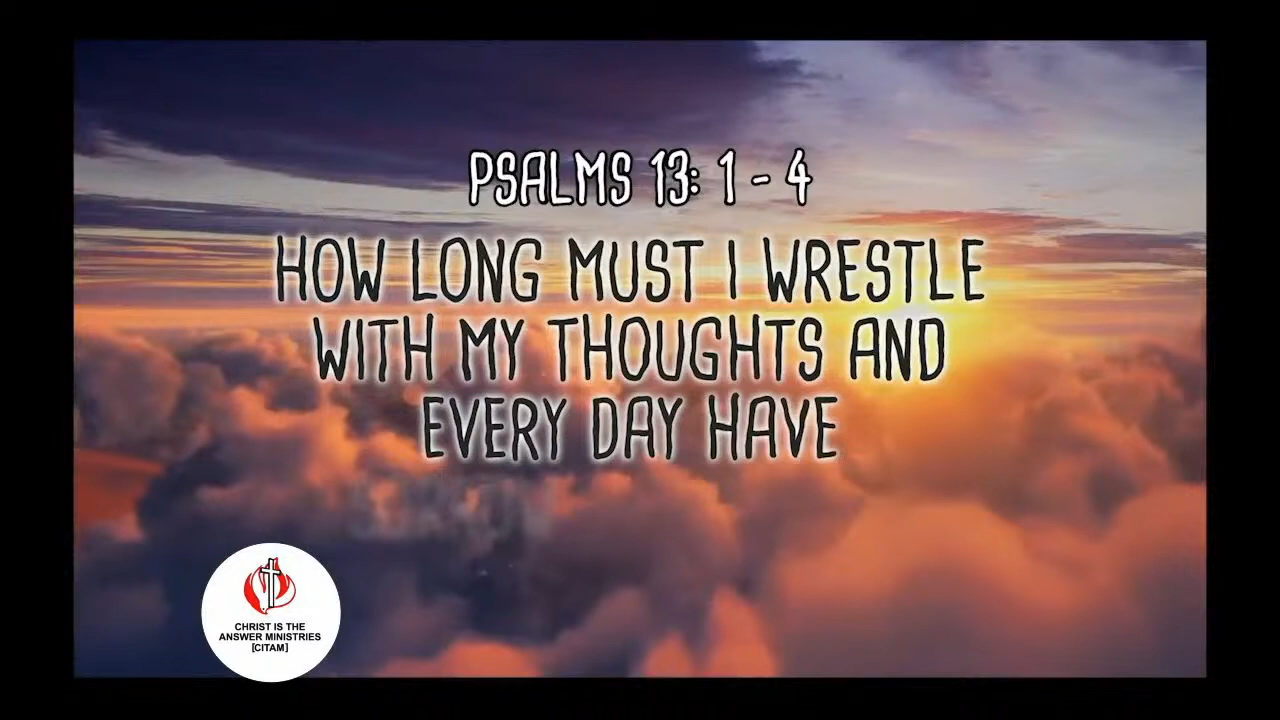 PSALMS 13: 1 - 4
HOW LONG MUST I WRESTLE
WITH MY THOUGHTS AND
EVERY DAY HAVE
CHRIST IS THE
ANSWER MINISTRIES
[CITAM]